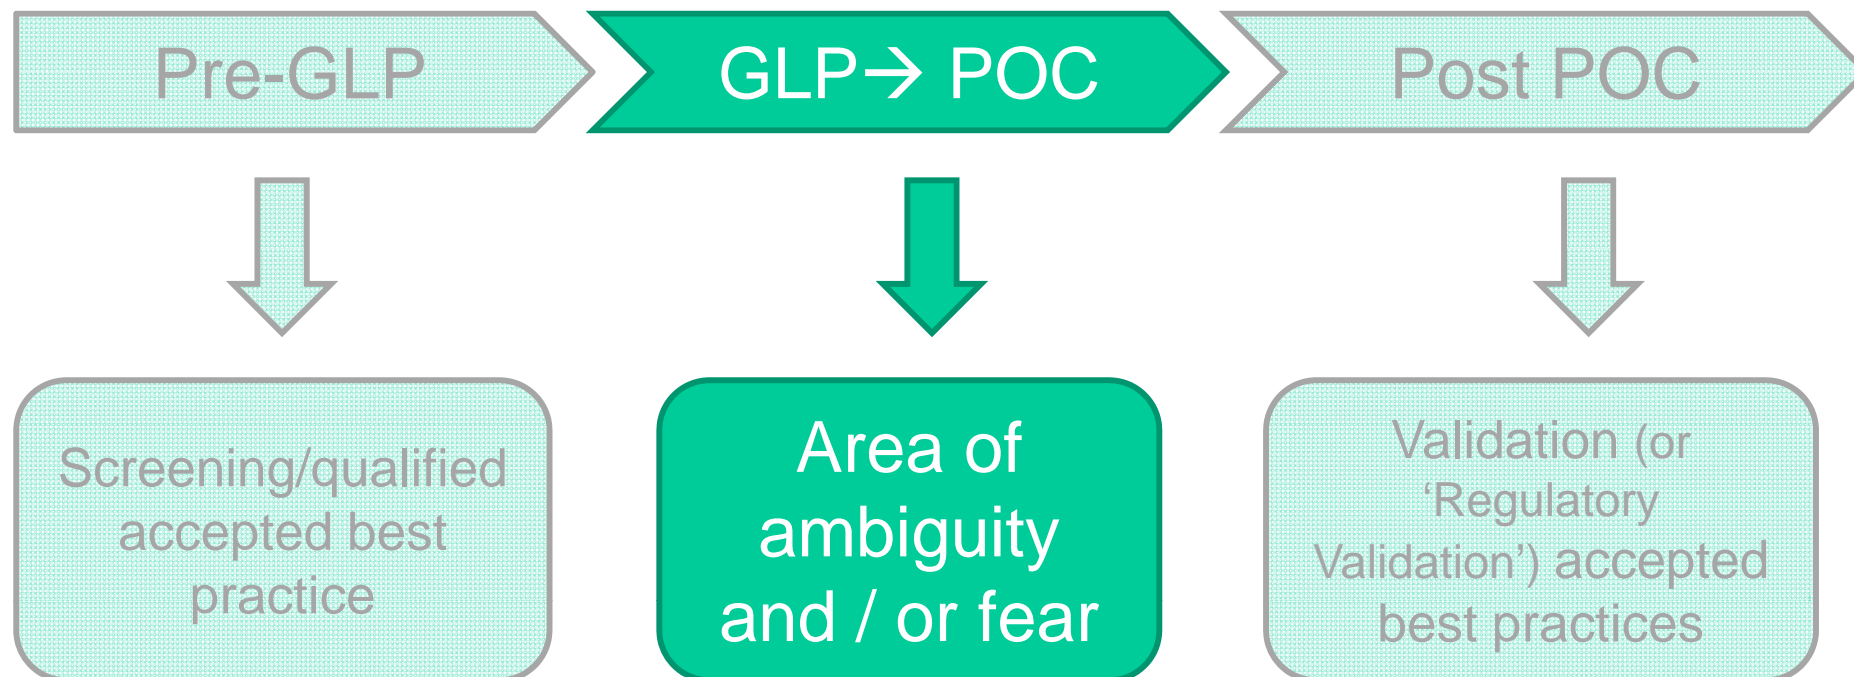 Pre-GLP
GLP→ POC
Post POC
Screening/qualified
accepted best
practice
Area of
ambiguity
and / or fear
Validation (or
‘Regulatory
Validation’) accepted
best practices